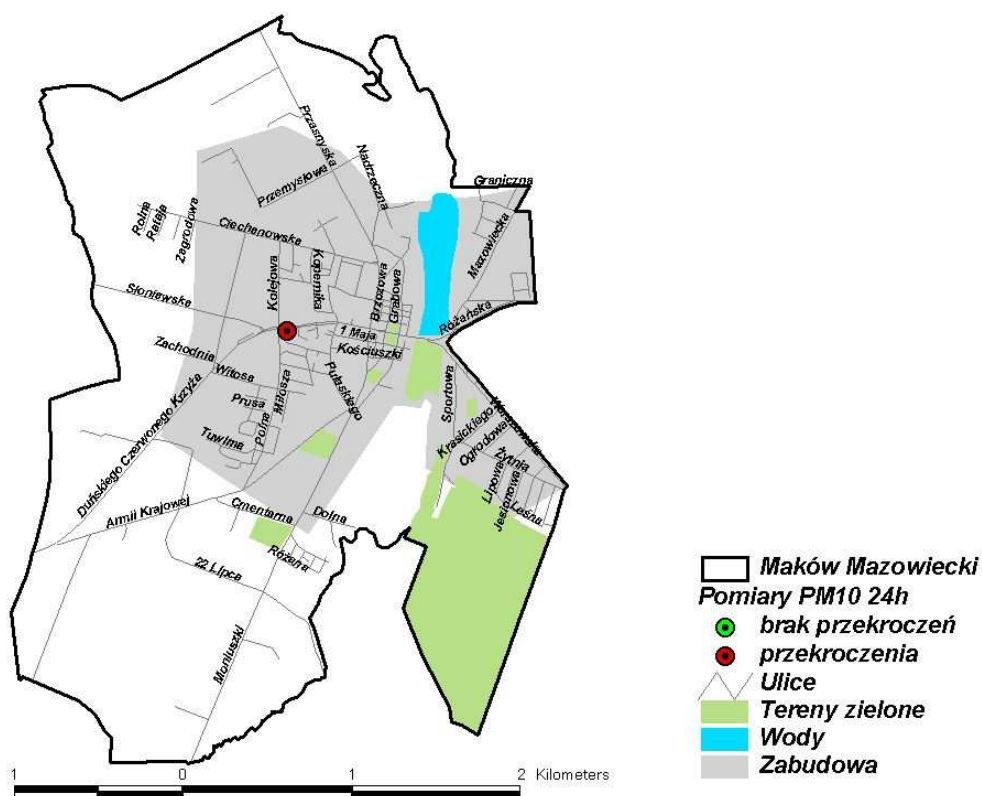 Przasnyska
Nadrzeczna
Graniczna
Przemysłowa
Mazowiecka
Rolna
Rataja
Zagrodowa
Ciechanowska
Kolejowa
Kopernika
Brzozowa
Grabowa
Słoniewska
Różańska
1 Maja
Kościuszki
Zachodnia
Witosa
Miłosza
Pułaskiego
Sportowa
Warszawska
Prusa
Polna
Tuwima
Krasickiego
Ogrodowa
Żytnia
Lipowa
Jesionowa
Leśna
Duńskiego Czerwonego Krzyża
Armii Krajowej
Cmentarna
Dolna
Różana
22 Lipca
Moniuszki
Maków Mazowiecki
Pomiary PM10 24h
brak przekroczeń
przekroczenia
Ulice
Tereny zielone
Wody
Zabudowa
1 0 1 2 Kilometers